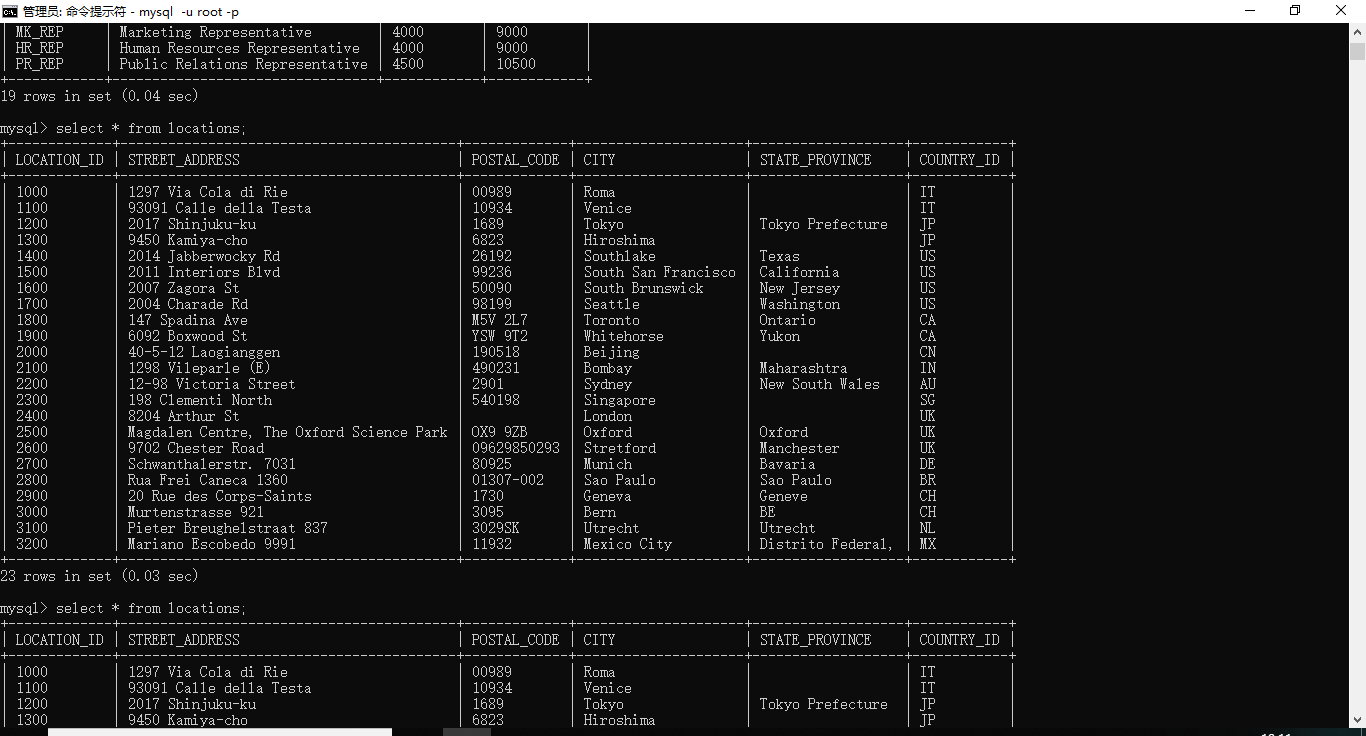 管理员: 命令提示符 - mysql  -u root -p
| MK_REP | Marketing Representative | 4000 | 9000 |
| HR_REP | Human Resources Representative | 4000 | 9000 |
| PR_REP | Public Relations Representative | 4500 | 10500 |
19 rows in set (0.04 sec)
mysql> select * from locations;
| LOCATION_ID | STREET_ADDRESS | POSTAL_CODE | CITY | STATE_PROVINCE | COUNTRY_ID |
| 1000 | 1297 Via Cola di Rie | 00989 | Roma | | IT |
| 1100 | 93091 Calle della Testa | 10934 | Venice | | IT |
| 1200 | 2017 Shinjuku-ku | 1689 | Tokyo | Tokyo Prefecture | JP |
| 1300 | 9450 Kamiya-cho | 6823 | Hiroshima | | JP |
| 1400 | 2014 Jabberwocky Rd | 26192 | Southlake | Texas | US |
| 1500 | 2011 Interiors Blvd | 99236 | South San Francisco | California | US |
| 1600 | 2007 Zagora St | 50090 | South Brunswick | New Jersey | US |
| 1700 | 2004 Charade Rd | 98199 | Seattle | Washington | US |
| 1800 | 147 Spadina Ave | M5V 2L7 | Toronto | Ontario | CA |
| 1900 | 6092 Boxwood St | YSW 9T2 | Whitehorse | Yukon | CA |
| 2000 | 40-5-12 Laogianggen | 190518 | Beijing | | CN |
| 2100 | 1298 Vileparle (E) | 490231 | Bombay | Maharashtra | IN |
| 2200 | 12-98 Victoria Street | 2901 | Sydney | New South Wales | AU |
| 2300 | 198 Clementi North | 540198 | Singapore | | SG |
| 2400 | 8204 Arthur St | | London | | UK |
| 2500 | Magdalen Centre, The Oxford Science Park | OX9 9ZB | Oxford | Oxford | UK |
| 2600 | 9702 Chester Road | 09629850293 | Stretford | Manchester | UK |
| 2700 | Schwanthalerstr. 7031 | 80925 | Munich | Bavaria | DE |
| 2800 | Rua Frei Caneca 1360 | 01307-002 | Sao Paulo | Sao Paulo | BR |
| 2900 | 20 Rue des Corps-Saints | 1730 | Geneva | Geneve | CH |
| 3000 | Murtenstrasse 921 | 3095 | Bern | BE | CH |
| 3100 | Pieter Breughelstraat 837 | 3029SK | Utrecht | Utrecht | NL |
| 3200 | Mariano Escobedo 9991 | 11932 | Mexico City | Distrito Federal, | MX |
23 rows in set (0.03 sec)
mysql> select * from locations;
| LOCATION_ID | STREET_ADDRESS | POSTAL_CODE | CITY | STATE_PROVINCE | COUNTRY_ID |
| 1000 | 1297 Via Cola di Rie | 00989 | Roma | | IT |
| 1100 | 93091 Calle della Testa | 10934 | Venice | | IT |
| 1200 | 2017 Shinjuku-ku | 1689 | Tokyo | Tokyo Prefecture | JP |
| 1300 | 9450 Kamiya-cho | 6823 | Hiroshima | | JP |